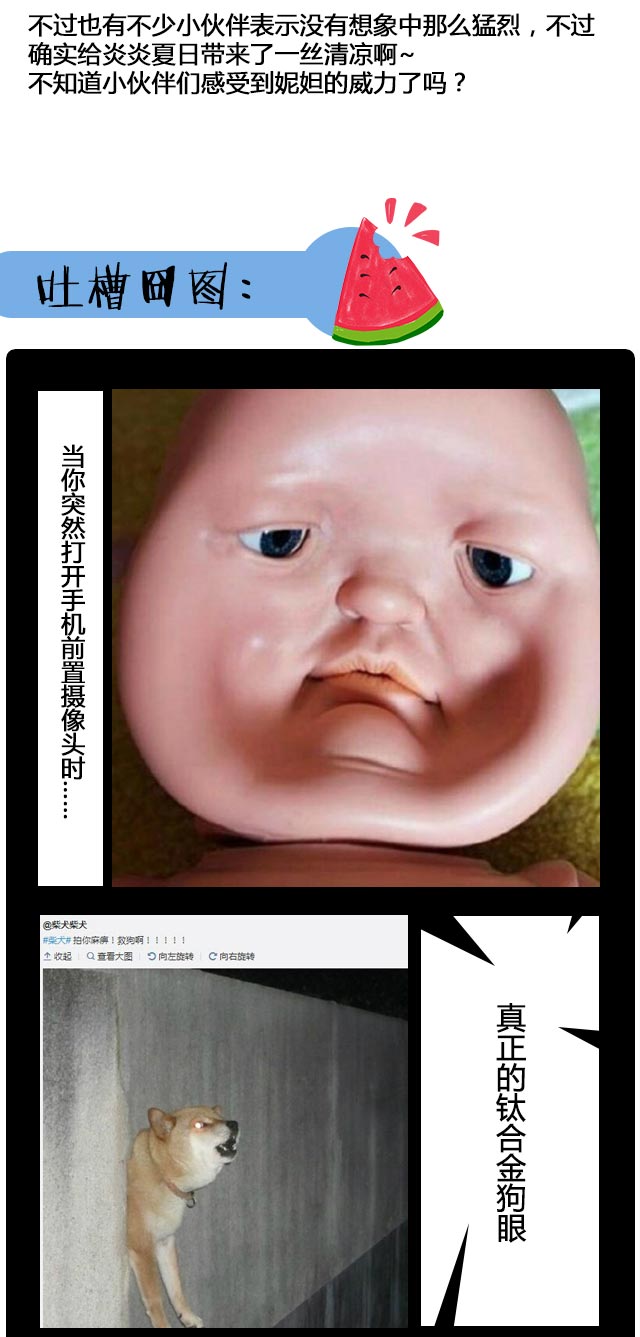 不过也有不少小伙伴表示没有想象中那么猛烈，不过
确实给炎炎夏日带来了一丝清凉啊~
不知道小伙伴们感受到妮妲的威力了吗？
吐槽囧图：
当你突然打开手机前置摄像头时……
@柴犬柴犬
#柴犬# 拍你麻痹！救狗啊！！！！！
收起 查看大图 向左旋转 向右旋转
真正的钛合金狗眼